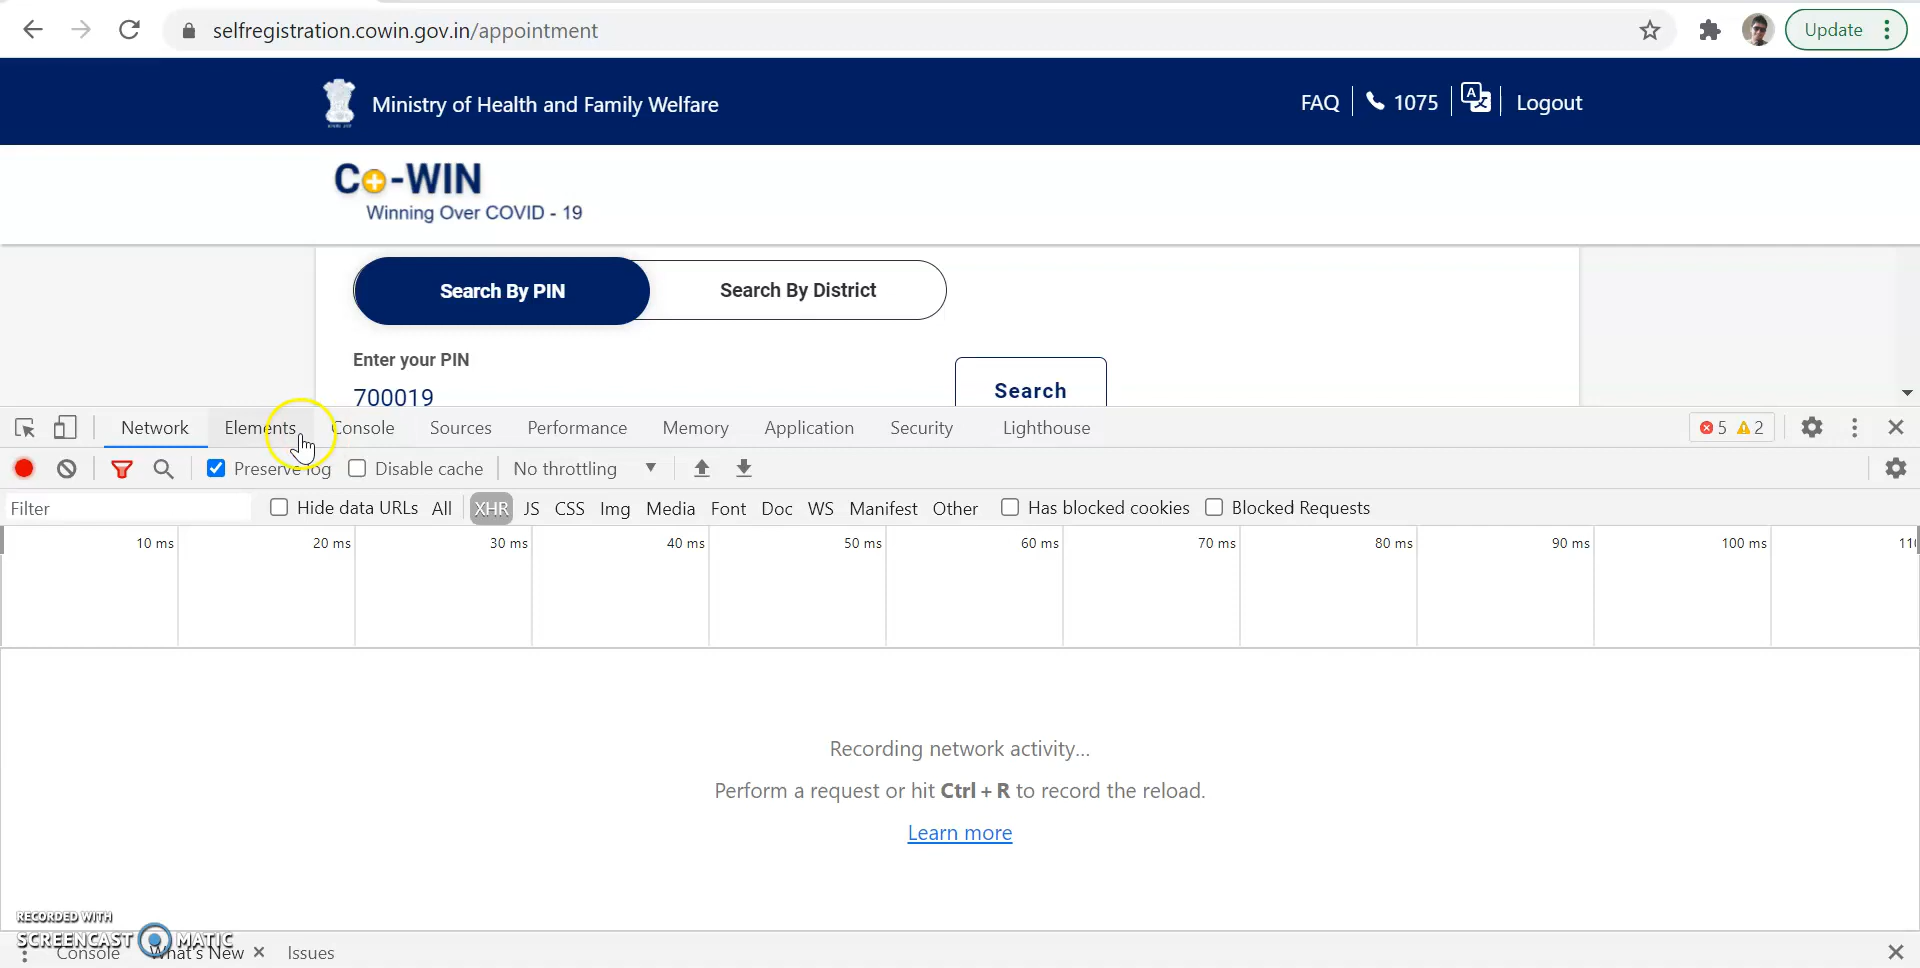 selfregistration.cowin.gov.in/appointment
Update
Ministry of Health and Family Welfare
FAQ
1075
Logout
Co-WIN
Winning Over COVID - 19
Search By PIN
Search By District
Enter your PIN
700019
Search
Network Elements Console Sources Performance Memory Application Security Lighthouse
5 2
Preserve log Disable cache No throttling
Filter Hide data URLs All XHR JS CSS Img Media Font Doc WS Manifest Other Has blocked cookies Blocked Requests
10 ms 20 ms 30 ms 40 ms 50 ms 60 ms 70 ms 80 ms 90 ms 100 ms
Recording network activity...
Perform a request or hit Ctrl + R to record the reload.
Learn more
RECORDED WITH
SCREENCAST MATIC
Console What's New Issues